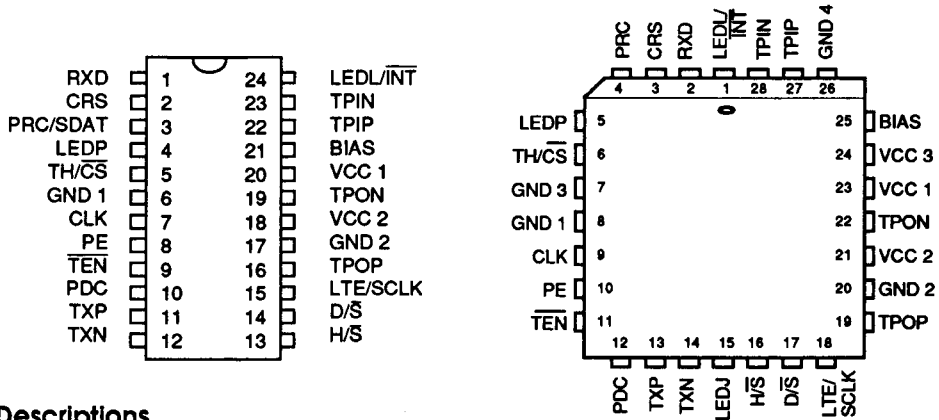 RXD 1 24 LEDL/INT
CRS 2 23 TPIN
PRC/SDAT 3 22 TPIP
LEDP 4 21 BIAS
TH/CS 5 20 VCC 1
GND 1 6 19 TPON
CLK 7 18 VCC 2
PE 8 17 GND 2
TEN 9 16 TPOP
PDC 10 15 LTE/SCLK
TXP 11 14 D/S
TXN 12 13 H/S
PRC
CRS
RXD
LEDL/
INT
TPIN
TPIP
GND 4
4 3 2 1 28 27 26
LEDP 5 25 BIAS
TH/CS 6 24 VCC 3
GND 3 7 23 VCC 1
GND 1 8 22 TPON
CLK 9 21 VCC 2
PE 10 20 GND 2
TEN 11 19 TPOP
12 13 14 15 16 17 18
PDC
TXP
TXN
LEDJ
H/S
D/S
LTE/
SCLK
Descriptions